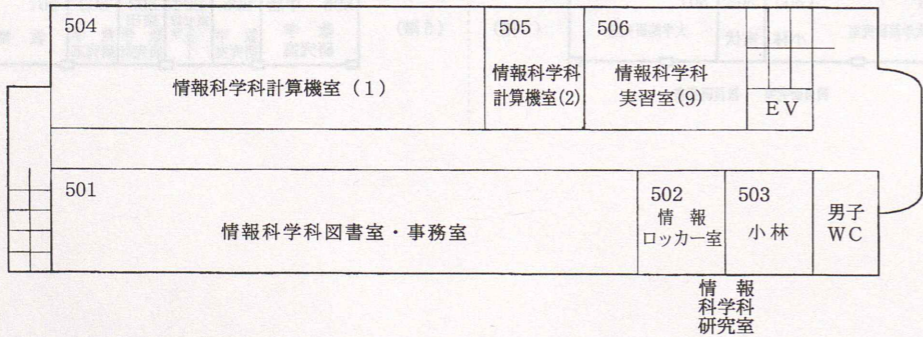 504
情報科学科計算機室（1）
505
情報科学科
計算機室(2)
506
情報科学科
実習室(9)
EV
501
情報科学科図書室・事務室
502
情報
ロッカー室
503
小林
男子
WC
情報
科学科
研究室